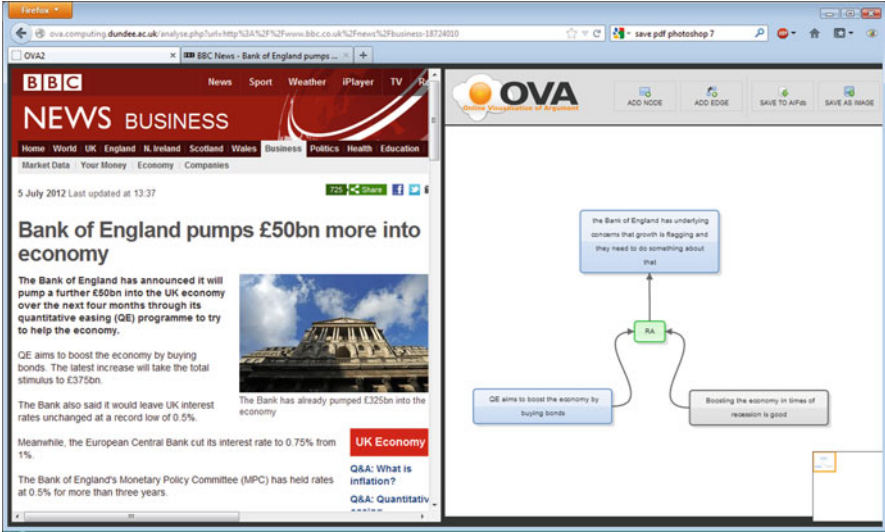 Firefox
ova.computing.dundee.ac.uk/analyse.php?url=http%3A%2F%2Fwww.bbc.co.uk%2Fnews%2Fbusiness-18724010
save pdf photoshop 7
OVA2
BBC News - Bank of England pumps ...
BBC
News Sport Weather iPlayer TV Ra
NEWS BUSINESS
Home World UK England N. Ireland Scotland Wales Business Politics Health Education
Market Data Your Money Economy Companies
5 July 2012 Last updated at 13:37
725 Share
Bank of England pumps £50bn more into
economy
The Bank of England has announced it will
pump a further £50bn into the UK economy
over the next four months through its
quantitative easing (QE) programme to try
to help the economy.
QE aims to boost the economy by buying
bonds. The latest increase will take the total
stimulus to £375bn.
The Bank also said it would leave UK interest
rates unchanged at a record low of 0.5%.
The Bank has already pumped £325bn into the
economy
Meanwhile, the European Central Bank cut its interest rate to 0.75% from
1%.
The Bank of England's Monetary Policy Committee (MPC) has held rates
at 0.5% for more than three years.
UK Economy
Q&A: What is
inflation?
Q&A: Quantitativ
OVA
Online Visualisation of Argument
ADD NODE
ADD EDGE
SAVE TO AIFdb
SAVE AS IMAGE
the Bank of England has underlying
concerns that growth is flagging and
they need to do something about
that
RA
QE aims to boost the economy by
buying bonds
Boosting the economy in times of
recession is good